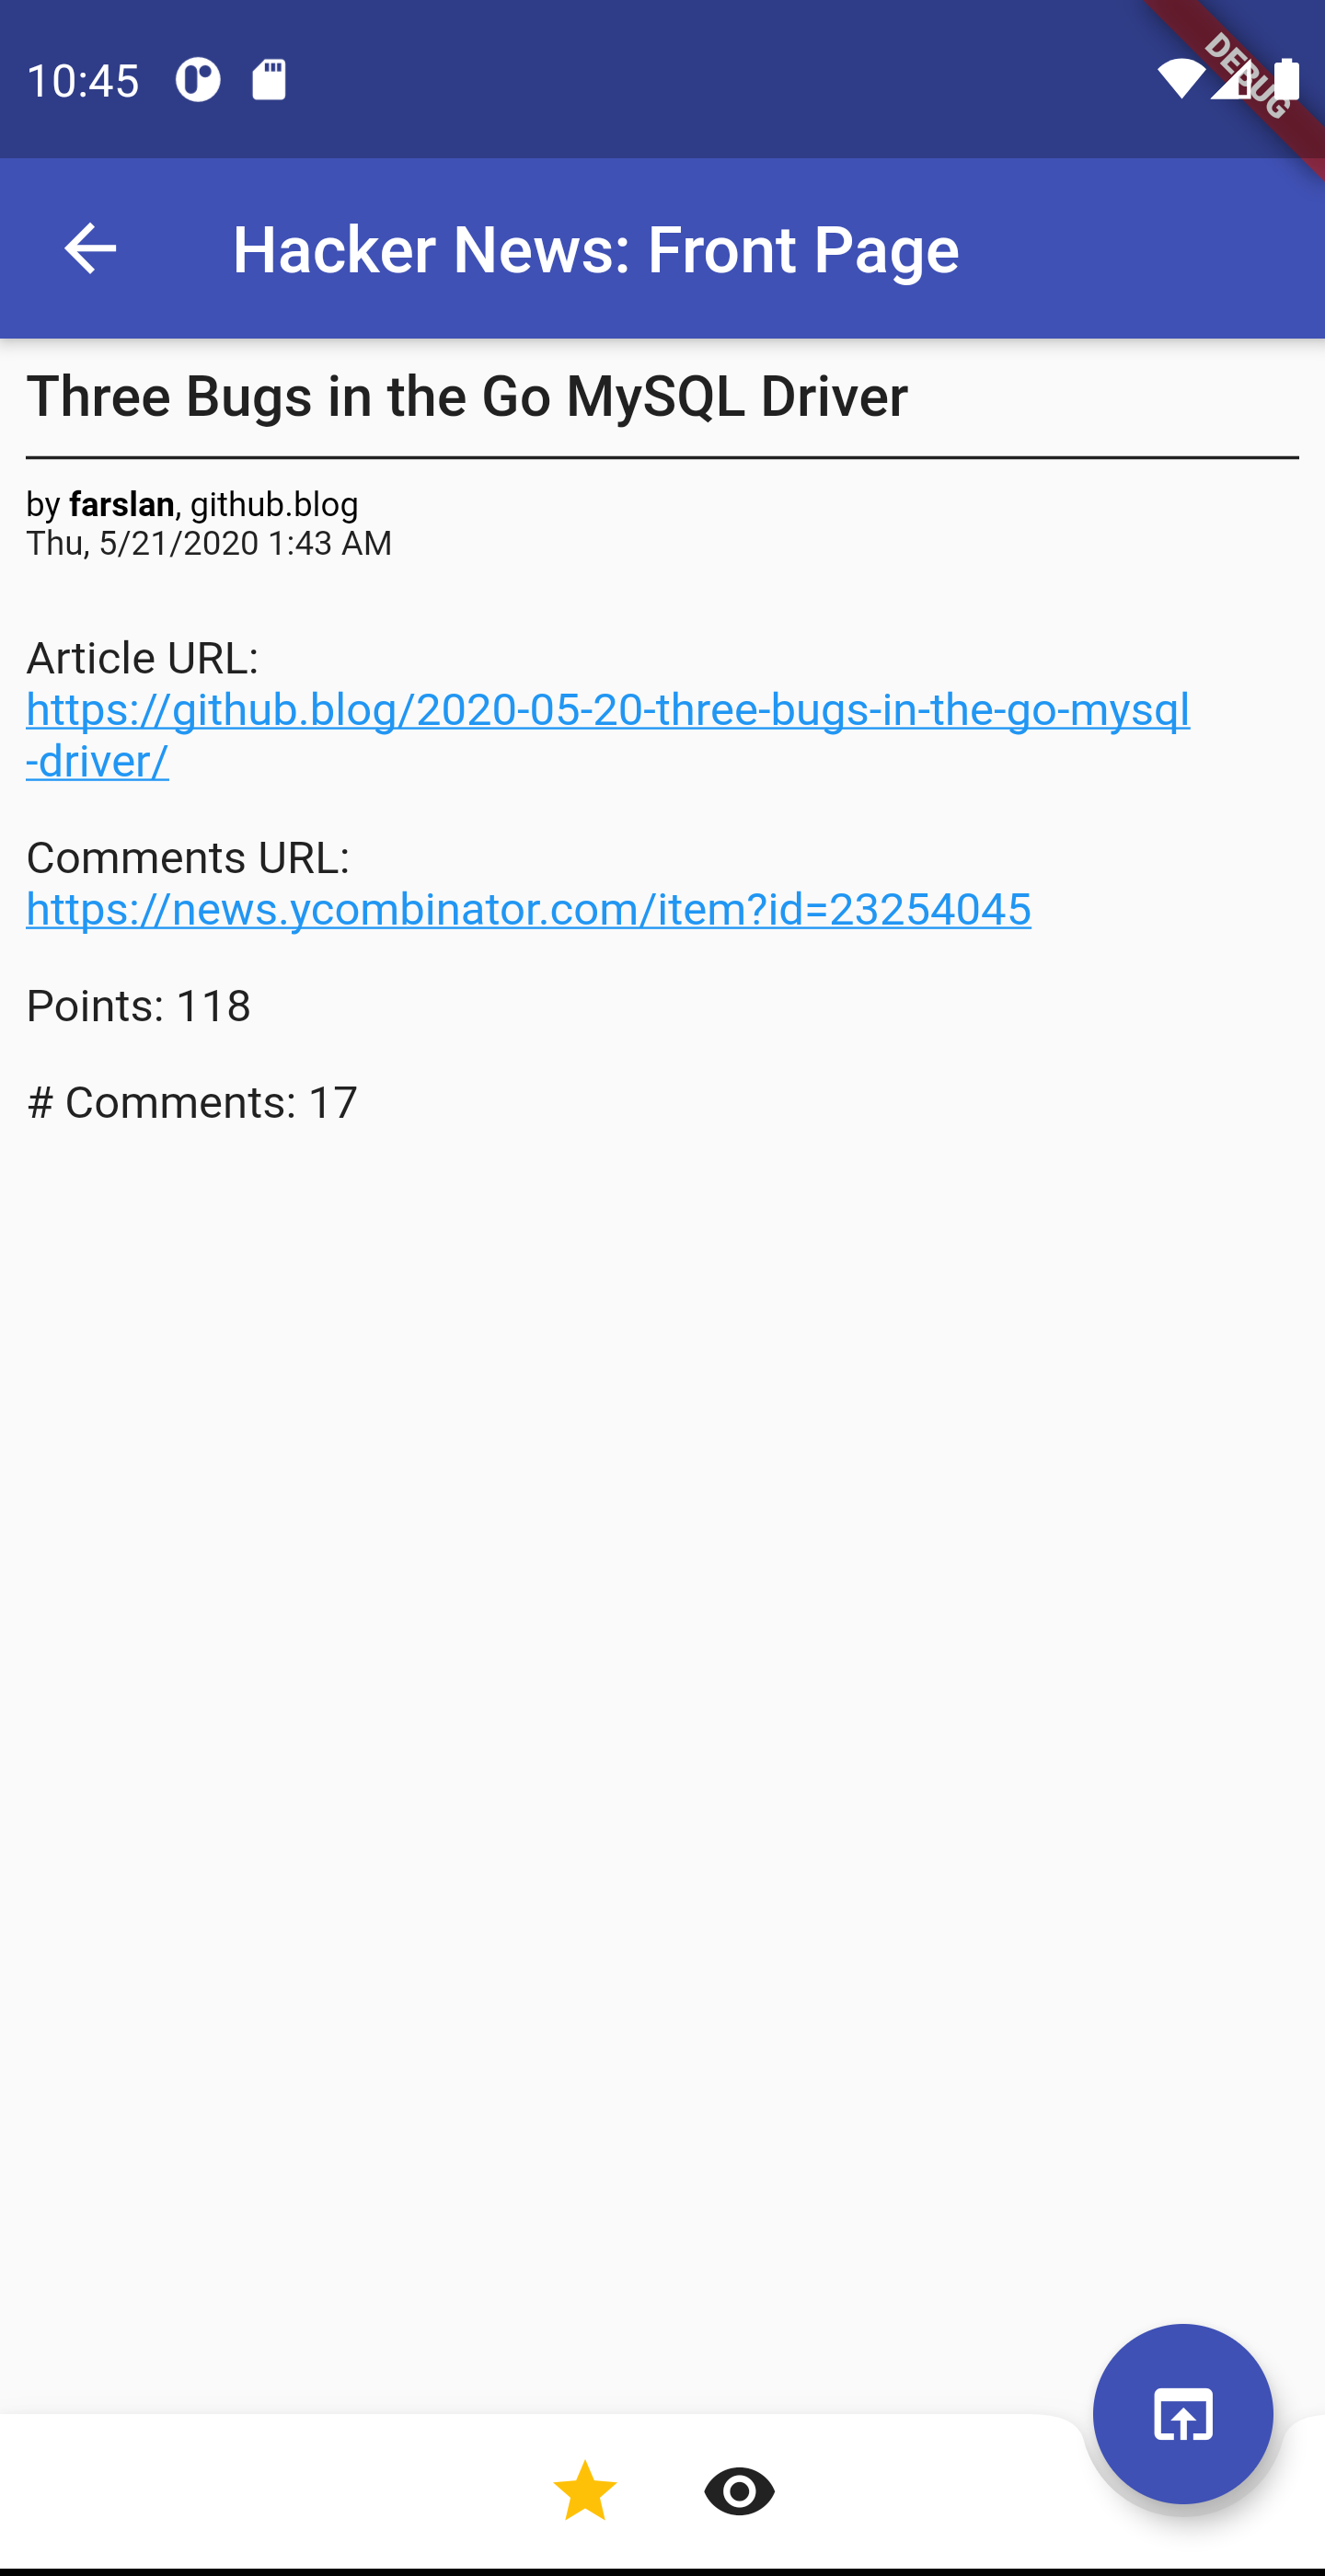 10:45
DEBUG
Hacker News: Front Page
Three Bugs in the Go MySQL Driver
by farslan, github.blog
Thu, 5/21/2020 1:43 AM
Article URL:
https://github.blog/2020-05-20-three-bugs-in-the-go-mysql
-driver/
Comments URL:
https://news.ycombinator.com/item?id=23254045
Points: 118
# Comments: 17